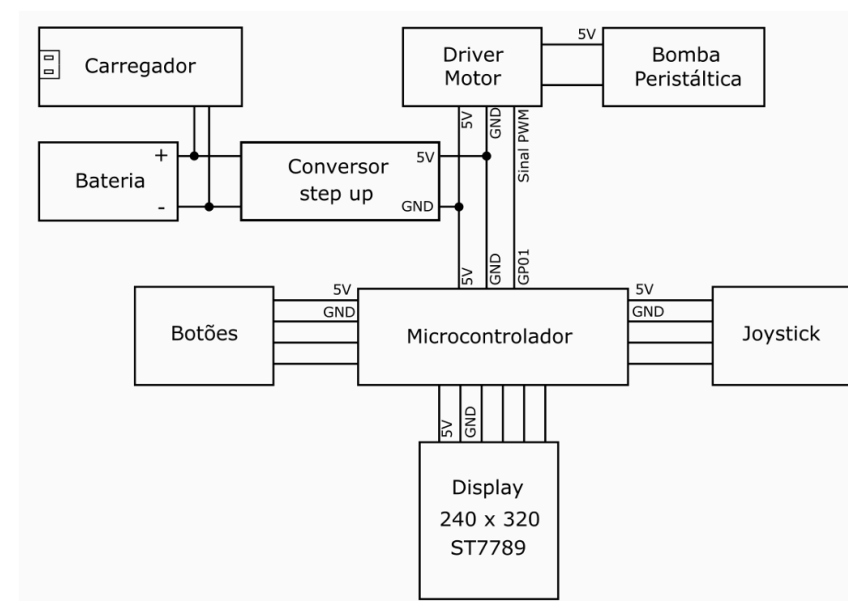 Carregador
Driver
Motor
5V
Bomba
Peristáltica
5V
GND
Sinal PWM
Bateria
+
-
Conversor
step up
5V
GND
5V
GND
GP01
Botões
5V
GND
Microcontrolador
5V
GND
Joystick
5V
GND
Display
240 x 320
ST7789